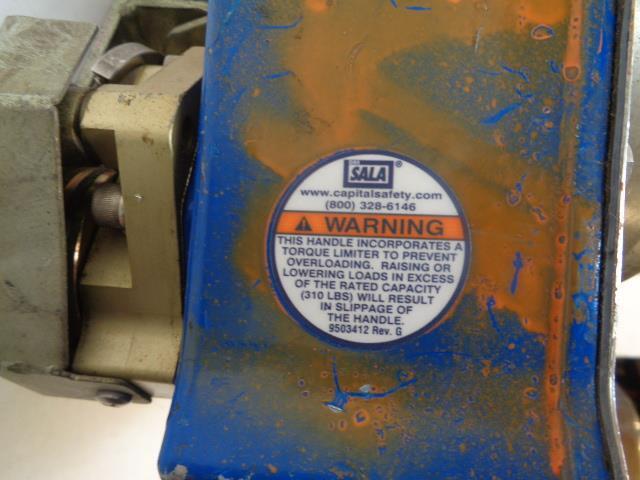 DBI
SALA®
www.capitalsafety.com
(800) 328-6146
WARNING
THIS HANDLE INCORPORATES A
TORQUE LIMITER TO PREVENT
OVERLOADING. RAISING OR
LOWERING LOADS IN EXCESS
OF THE RATED CAPACITY
(310 LBS) WILL RESULT
IN SLIPPAGE OF
THE HANDLE.
9503412 Rev. G